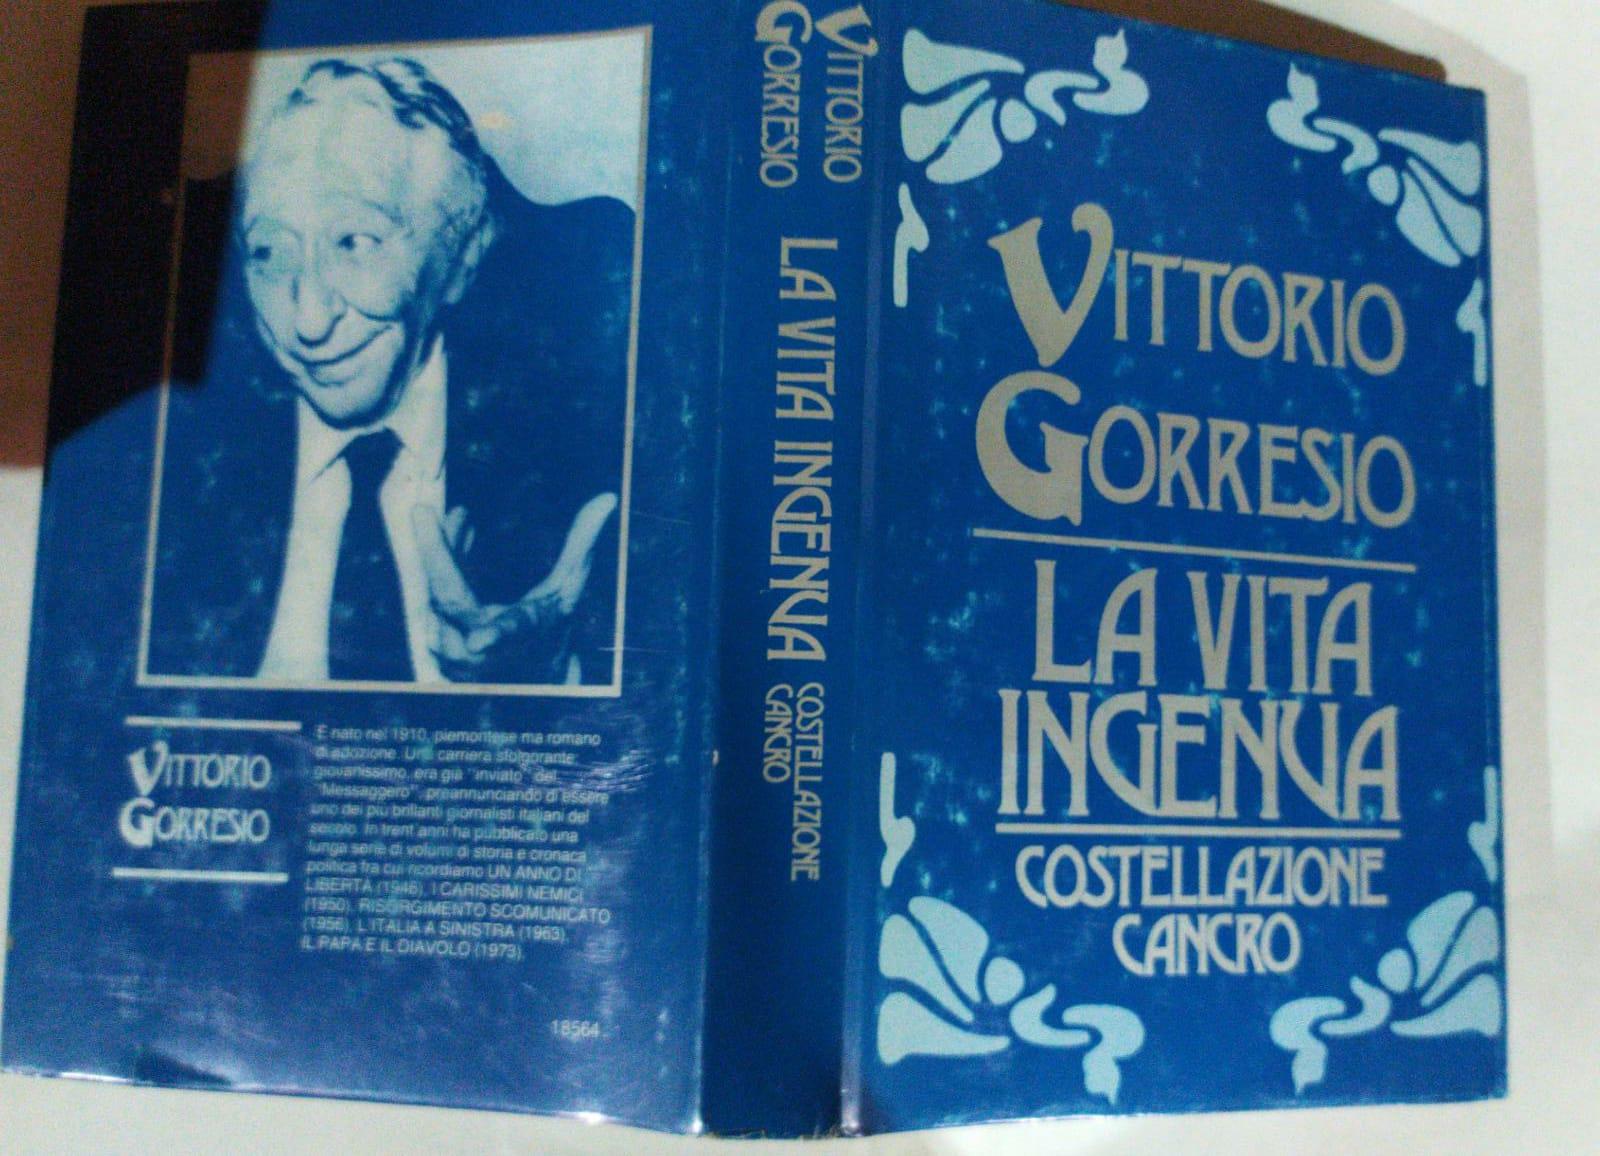 VITTORIO
GORRESIO
È nato nel 1910, piemontese ma romano
di adozione. Una carriera sfolgorante:
giovanissimo, era già "inviato" del
"Messaggero", preannunciando di essere
uno dei più brillanti giornalisti italiani del
secolo. In trent'anni ha pubblicato una
lunga serie di volumi di storia e cronaca
politica fra cui ricordiamo UN ANNO DI
LIBERTÀ (1946), I CARISSIMI NEMICI
(1950), RISORGIMENTO SCOMUNICATO
(1956), L'ITALIA A SINISTRA (1963),
IL PAPA E IL DIAVOLO (1973).
18564
VITTORIO
GORRESIO
LA VITA INGENUA
COSTELLAZIONE
CANCRO
VITTORIO
GORRESIO
LA VITA
INGENUA
COSTELLAZIONE
CANCRO